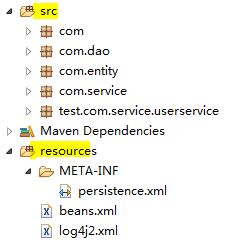 src
com
com.dao
com.entity
com.service
test.com.service.userservice
Maven Dependencies
resources
META-INF
persistence.xml
beans.xml
log4j2.xml